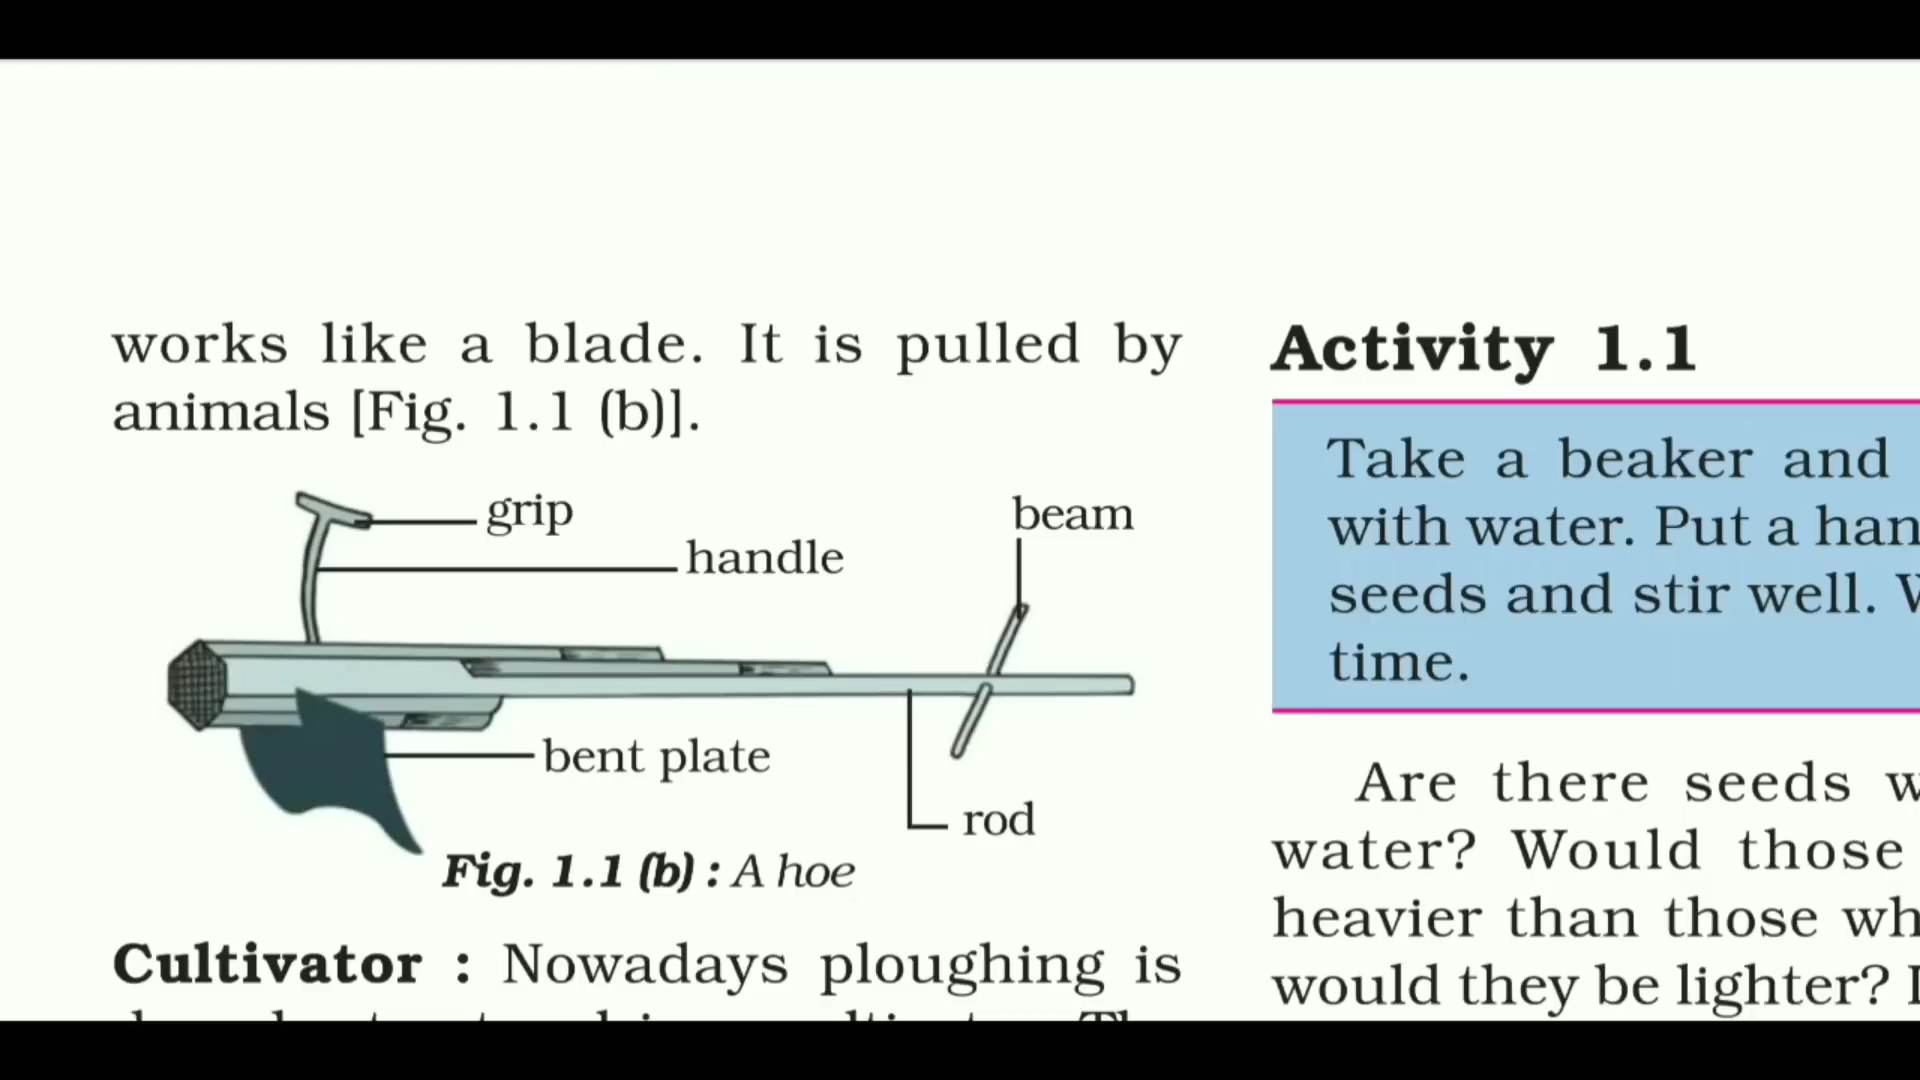 works like a blade. It is pulled by
animals [Fig. 1.1 (b)].
grip
handle
beam
bent plate
rod
Fig. 1.1 (b) : A hoe
Cultivator : Nowadays ploughing is
Activity 1.1
Take a beaker and
with water. Put a han
seeds and stir well. W
time.
Are there seeds w
water? Would those
heavier than those wh
would they be lighter?